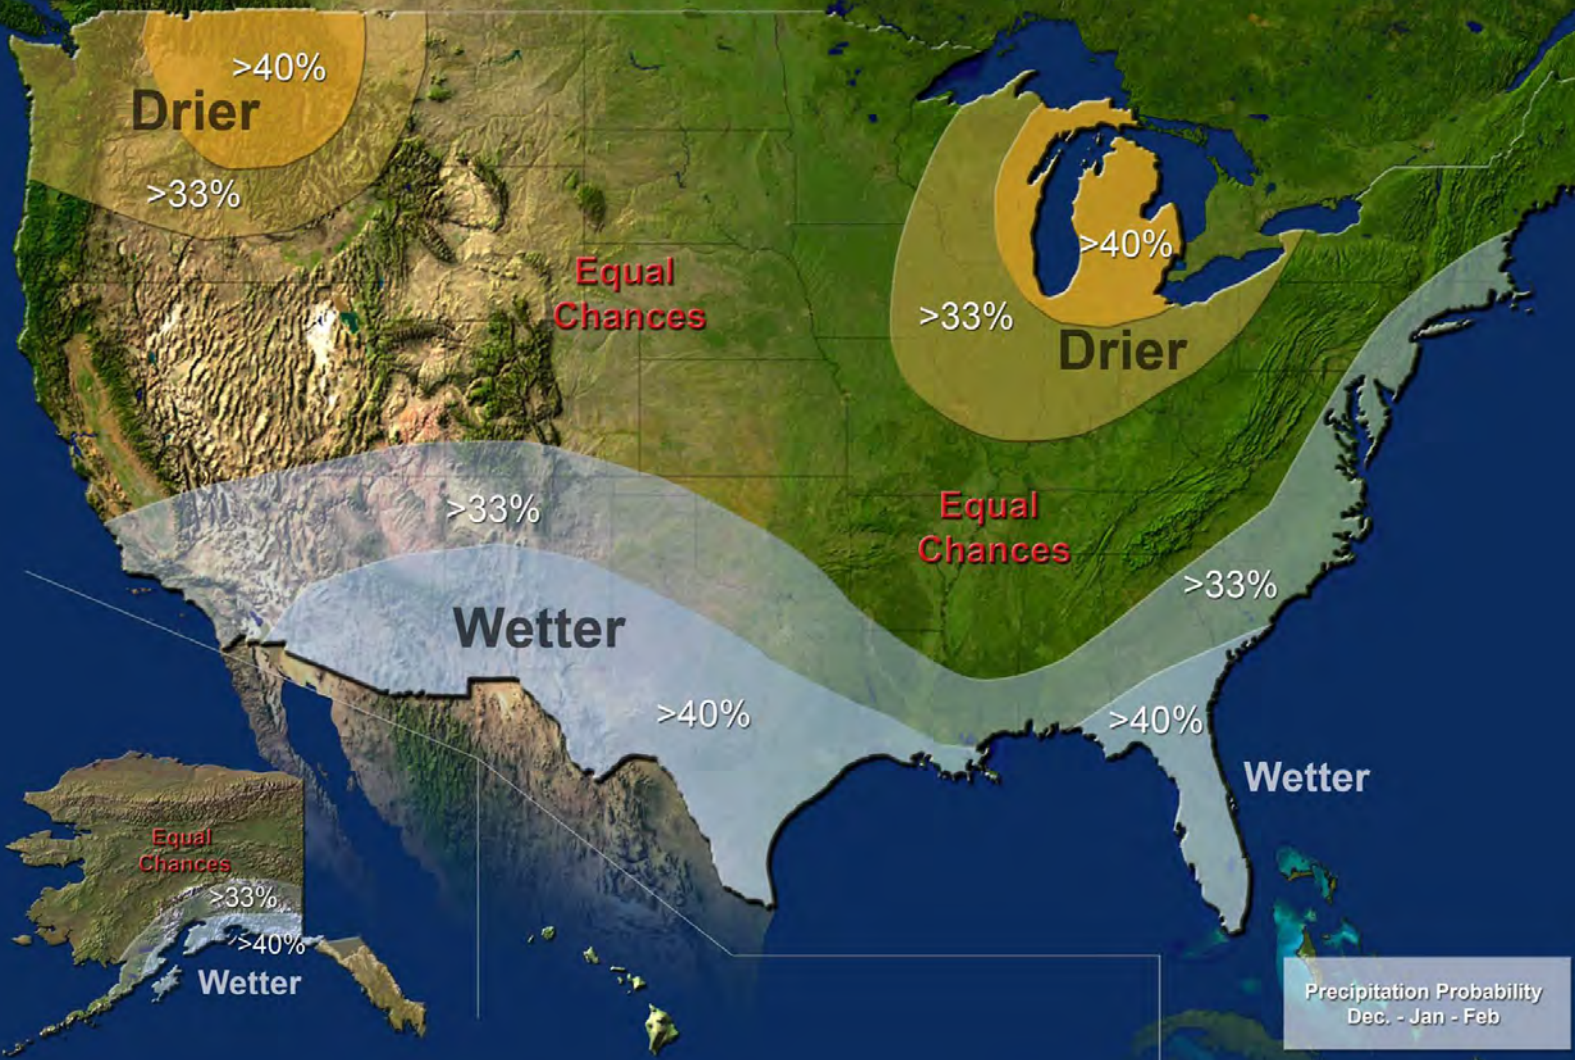 >40%
Drier
>33%
Equal
Chances
>40%
>33%
Drier
>33%
Equal
Chances
>33%
Wetter
>40%
>40%
Wetter
Equal
Chances
>33%
>40%
Wetter
Precipitation Probability
Dec. - Jan - Feb